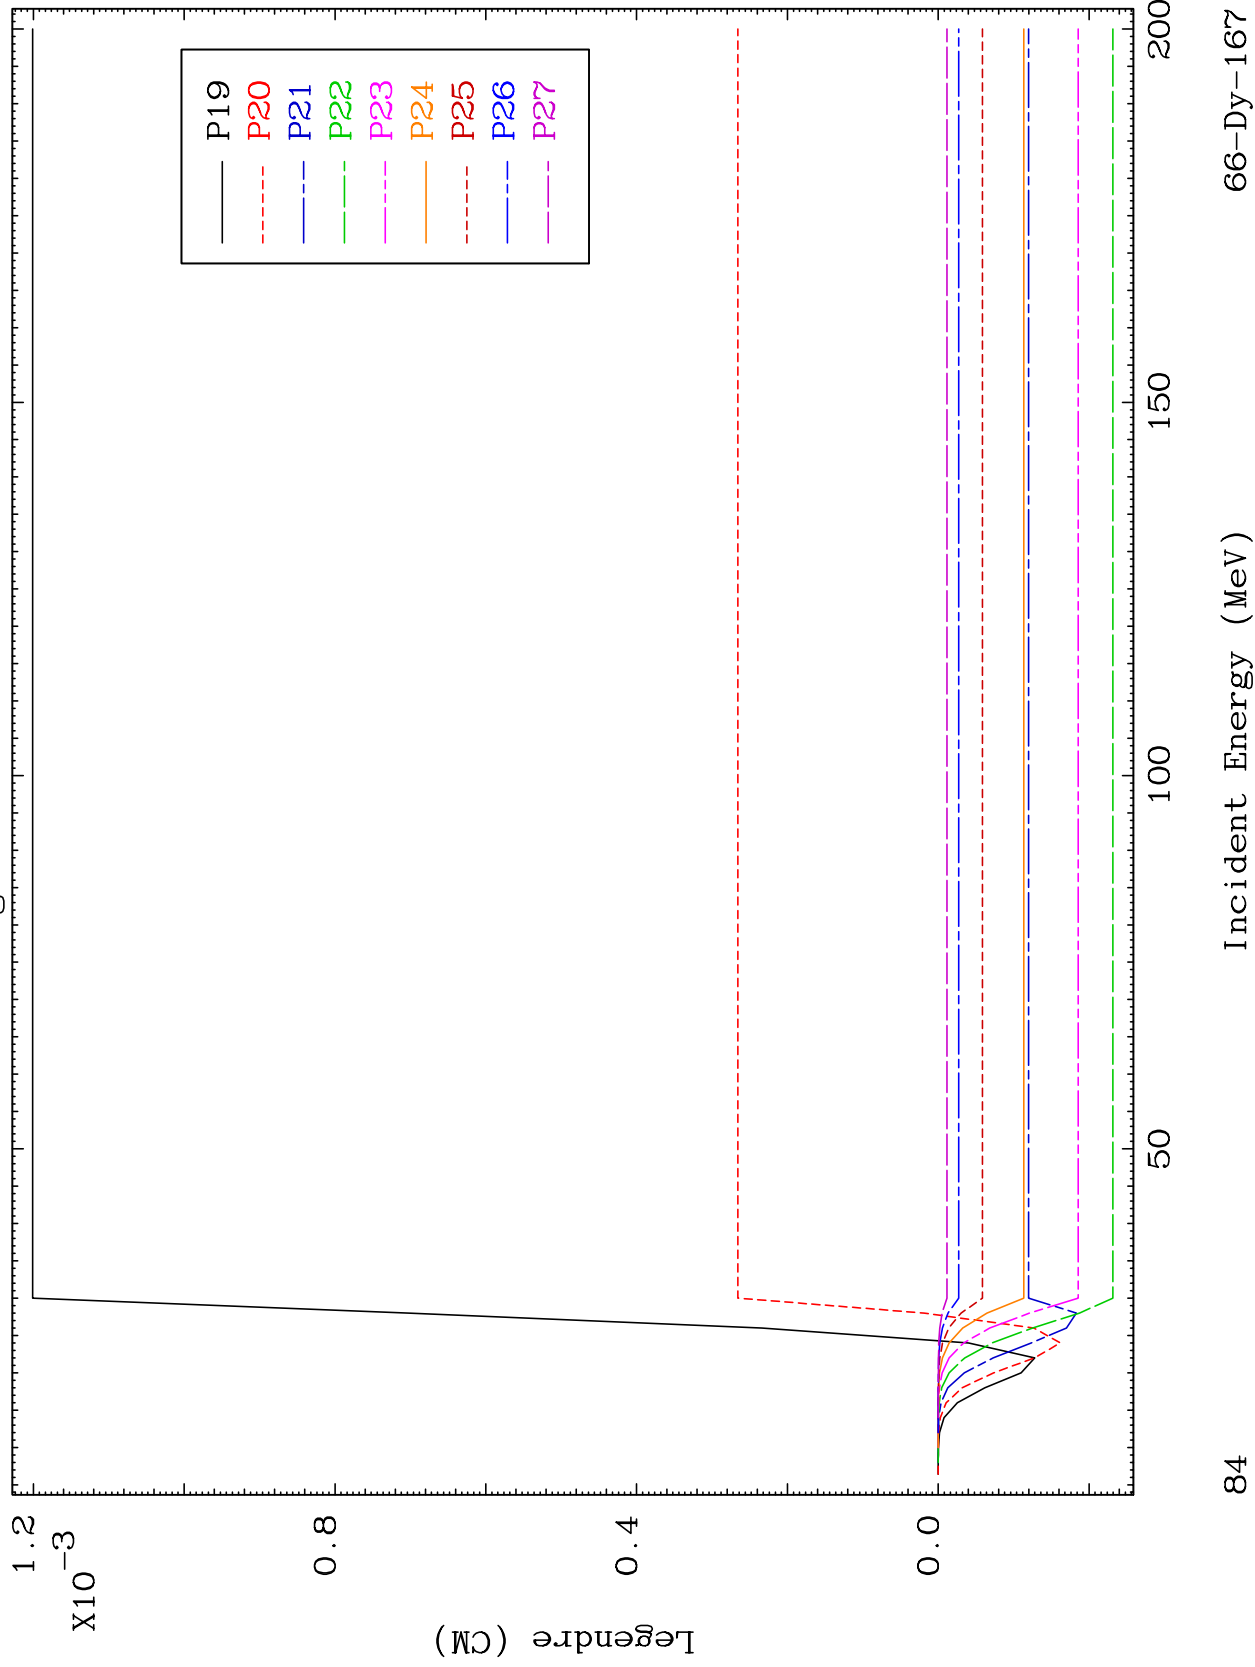 1.2
X10-3
0.8
0.4
0.0
Legendre (CM)
P19
P20
P21
P22
P23
P24
P25
P26
P27
50
100
150
200
Incident Energy (MeV)
84
66-Dy-167